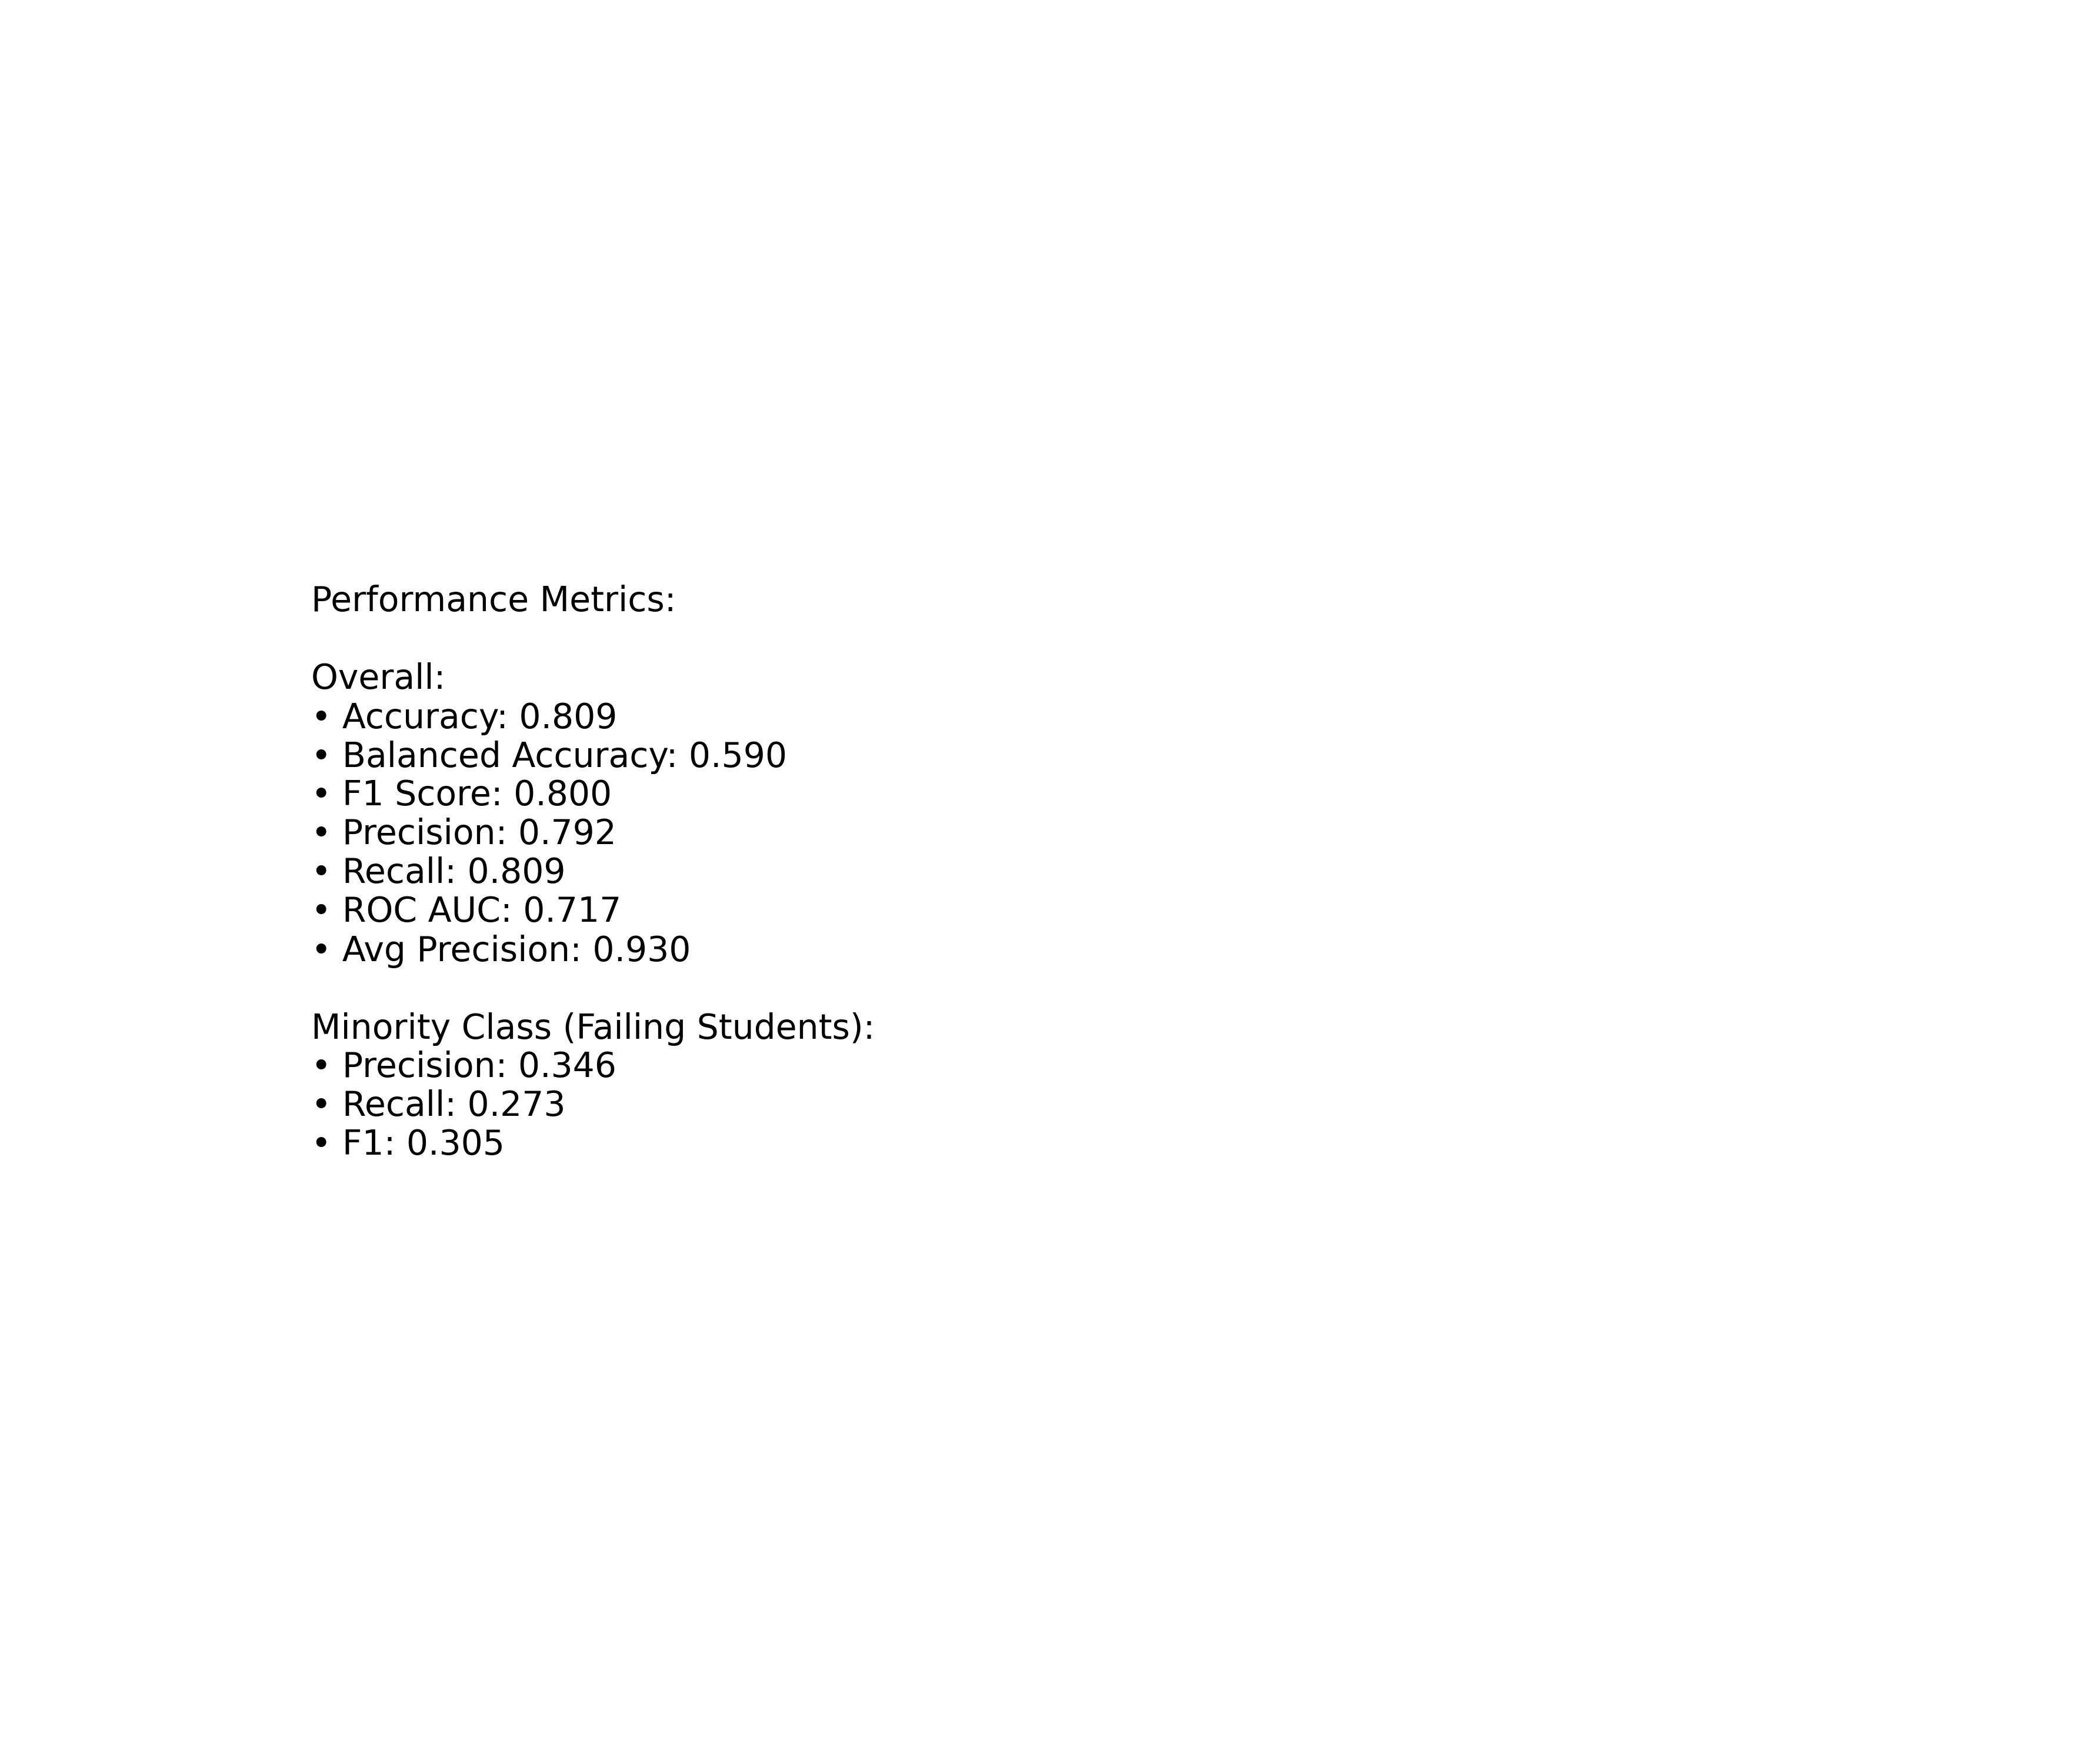 Performance Metrics:
Overall:
• Accuracy: 0.809
• Balanced Accuracy: 0.590
• F1 Score: 0.800
• Precision: 0.792
• Recall: 0.809
• ROC AUC: 0.717
• Avg Precision: 0.930
Minority Class (Failing Students):
• Precision: 0.346
• Recall: 0.273
• F1: 0.305